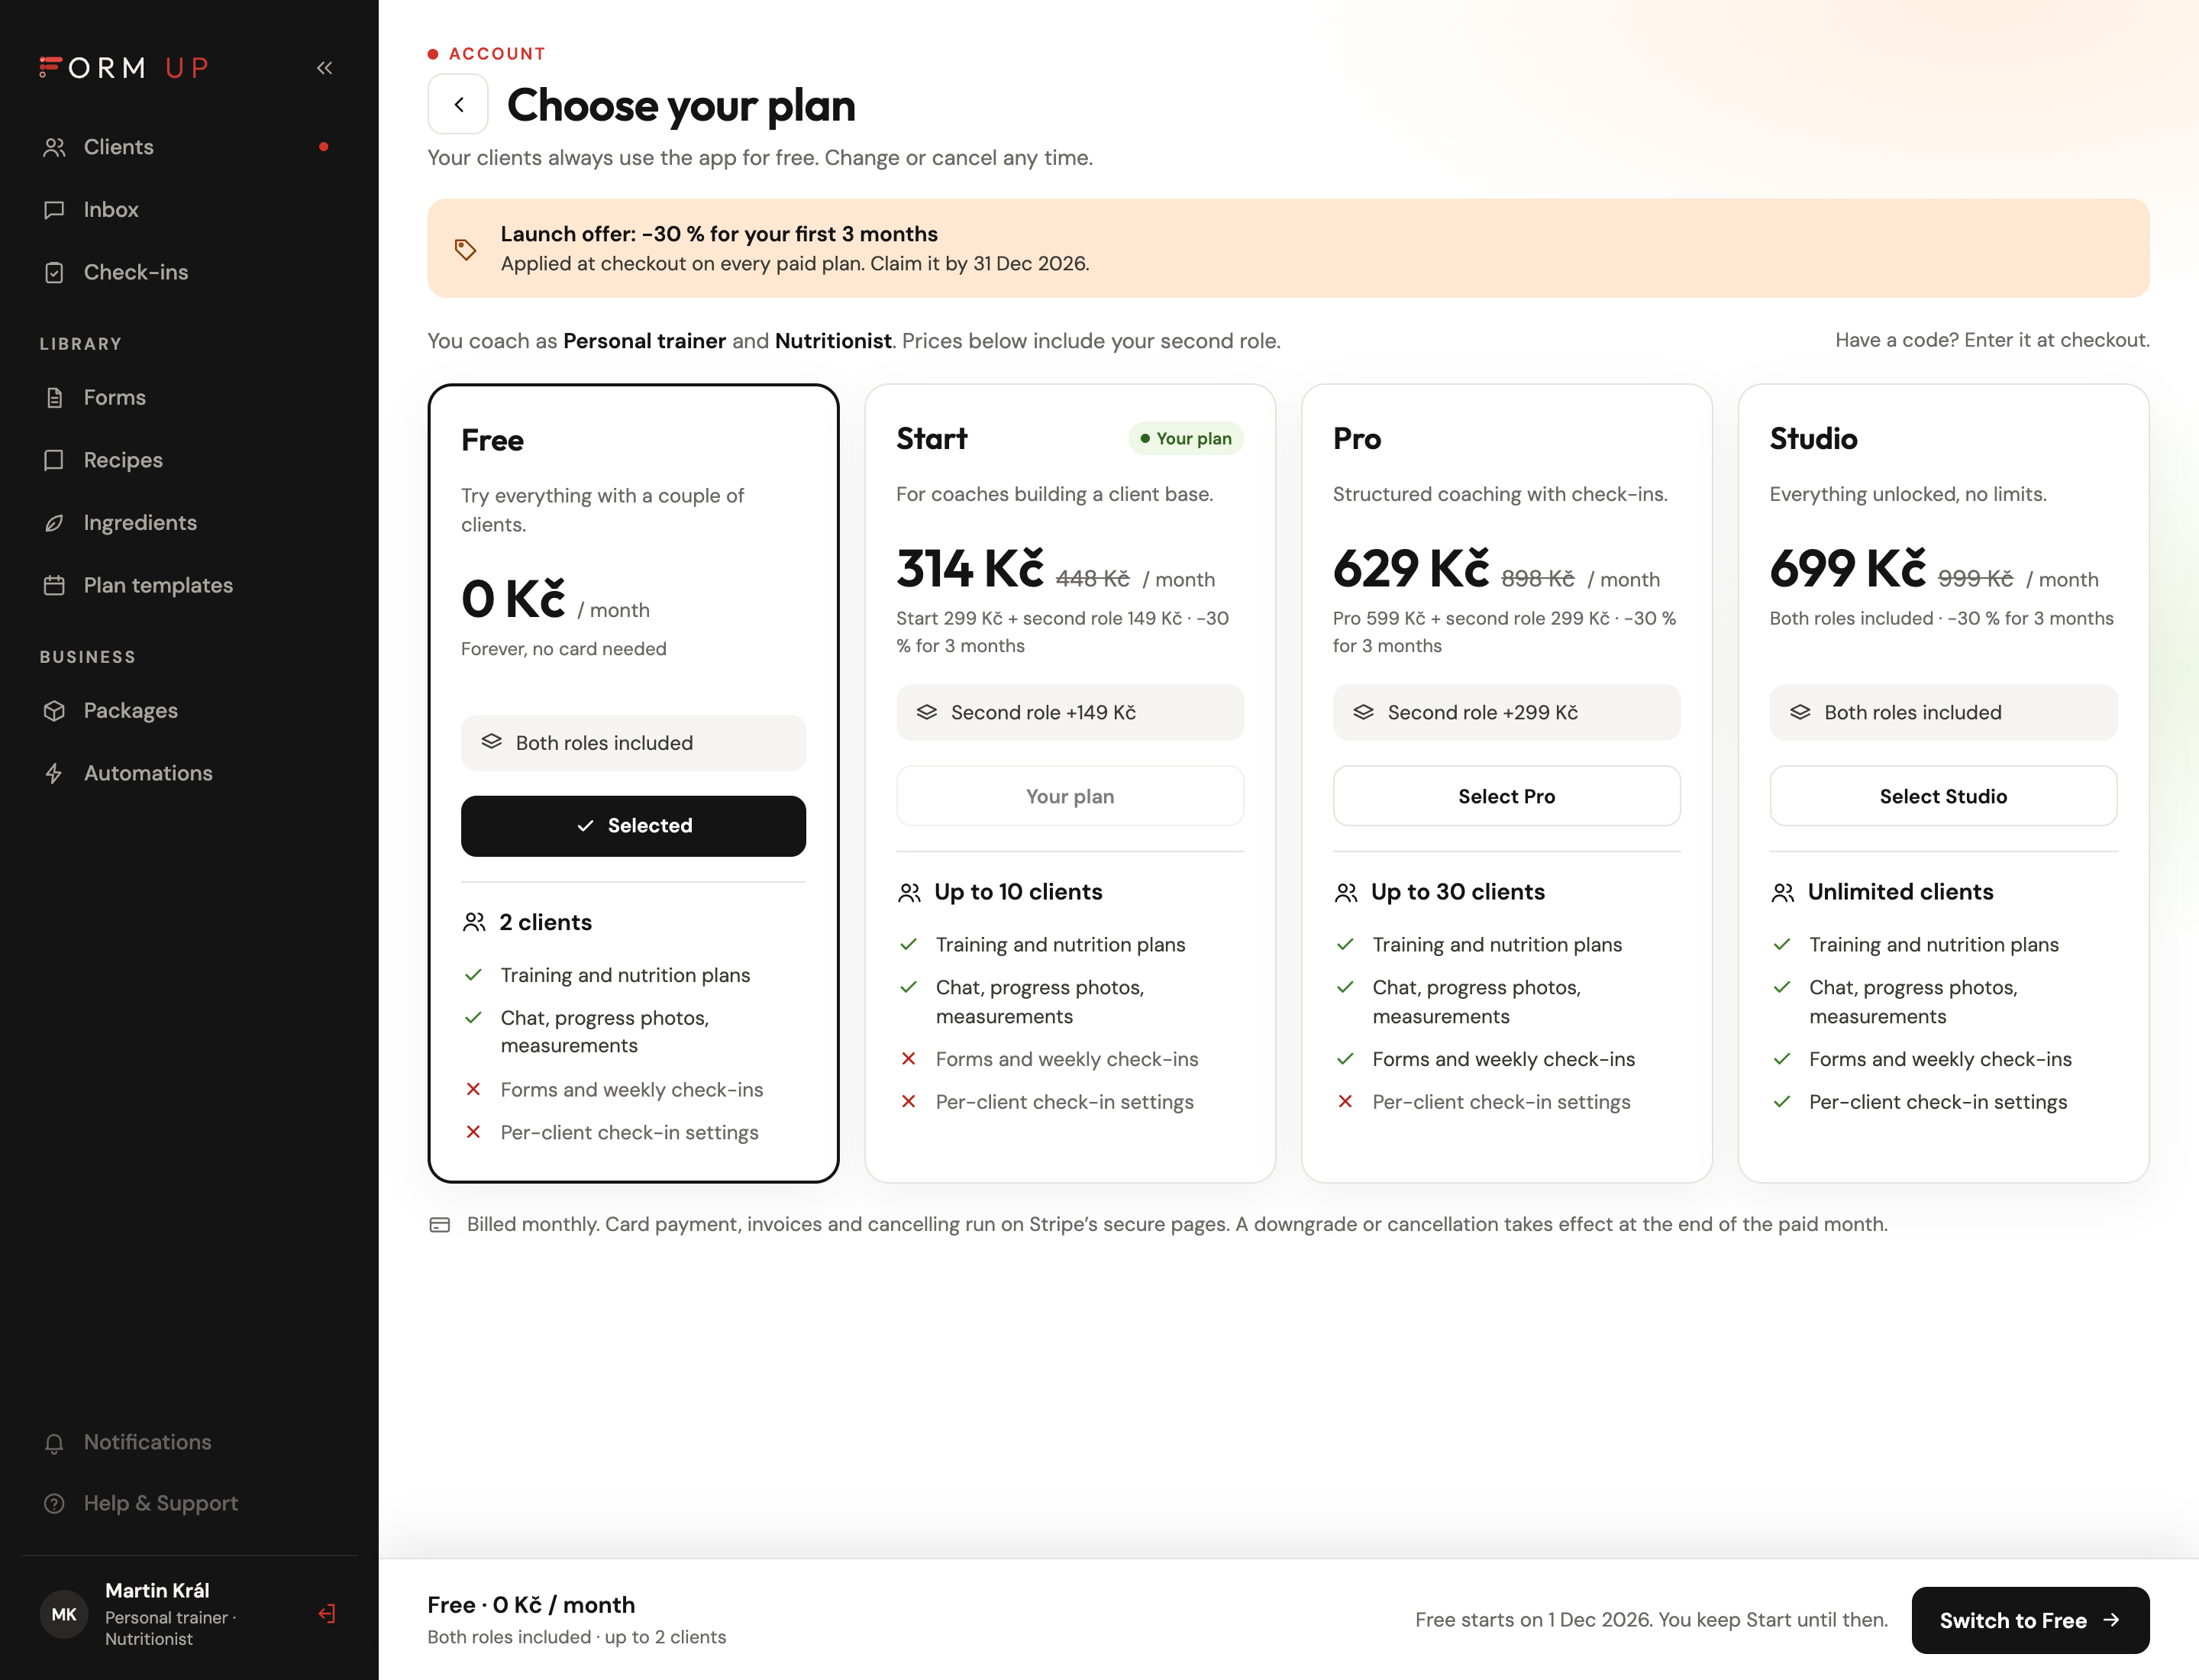 FORM UP
Clients
Inbox
Check-ins
LIBRARY
Forms
Recipes
Ingredients
Plan templates
BUSINESS
Packages
Automations
Notifications
Help & Support
MK
Martin Král
Personal trainer ·
Nutritionist
ACCOUNT
Choose your plan
Your clients always use the app for free. Change or cancel any time.
Launch offer: -30 % for your first 3 months
Applied at checkout on every paid plan. Claim it by 31 Dec 2026.
You coach as Personal trainer and Nutritionist. Prices below include your second role.
Have a code? Enter it at checkout.
Free
Try everything with a couple of
clients.
0 Kč / month
Forever, no card needed
Both roles included
Selected
2 clients
Training and nutrition plans
Chat, progress photos,
measurements
Forms and weekly check-ins
Per-client check-in settings
Start
Your plan
For coaches building a client base.
314 Kč 448 Kč / month
Start 299 Kč + second role 149 Kč · -30
% for 3 months
Second role +149 Kč
Your plan
Up to 10 clients
Training and nutrition plans
Chat, progress photos,
measurements
Forms and weekly check-ins
Per-client check-in settings
Pro
Structured coaching with check-ins.
629 Kč 898 Kč / month
Pro 599 Kč + second role 299 Kč · -30 %
for 3 months
Second role +299 Kč
Select Pro
Up to 30 clients
Training and nutrition plans
Chat, progress photos,
measurements
Forms and weekly check-ins
Per-client check-in settings
Studio
Everything unlocked, no limits.
699 Kč 999 Kč / month
Both roles included · -30 % for 3 months
Both roles included
Select Studio
Unlimited clients
Training and nutrition plans
Chat, progress photos,
measurements
Forms and weekly check-ins
Per-client check-in settings
Billed monthly. Card payment, invoices and cancelling run on Stripe’s secure pages. A downgrade or cancellation takes effect at the end of the paid month.
Free · 0 Kč / month
Both roles included · up to 2 clients
Free starts on 1 Dec 2026. You keep Start until then.
Switch to Free